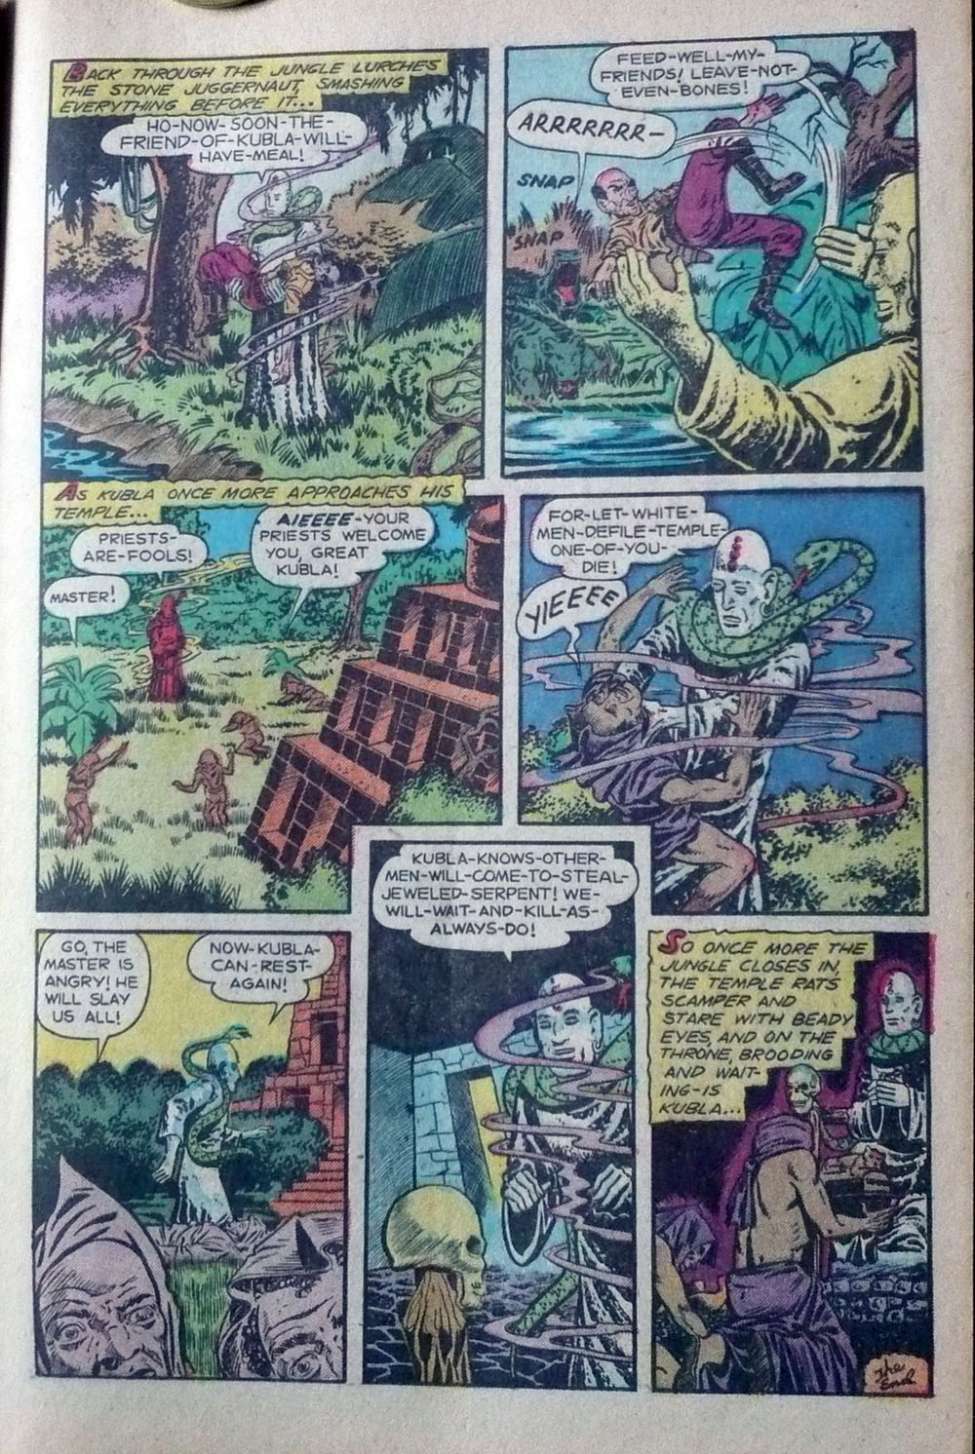 BACK THROUGH THE JUNGLE LURCHES
THE STONE JUGGERNAUT, SMASHING
EVERYTHING BEFORE IT...
HO-NOW-SOON-THE-
FRIEND-OF-KUBLA-WILL-
HAVE-MEAL!
FEED-WELL-MY-
FRIENDS! LEAVE-NOT-
EVEN-BONES!
ARRRRRRR-
SNAP
SNAP
AS KUBLA ONCE MORE APPROACHES HIS
TEMPLE...
PRIESTS-
ARE-FOOLS!
MASTER!
AIEEEE-YOUR
PRIESTS WELCOME
YOU, GREAT
KUBLA!
FOR-LET-WHITE-
MEN-DEFILE-TEMPLE-
ONE-OF-YOU-
DIE!
YIEEEE
GO, THE
MASTER IS
ANGRY! HE
WILL SLAY
US ALL!
NOW-KUBLA-
CAN-REST-
AGAIN!
KUBLA-KNOWS-OTHER-
MEN-WILL-COME-TO-STEAL-
JEWELED-SERPENT! WE-
WILL-WAIT-AND-KILL-AS-
ALWAYS-DO!
SO ONCE MORE THE
JUNGLE CLOSES IN,
THE TEMPLE RATS
SCAMPER AND
STARE WITH BEADY
EYES, AND ON THE
THRONE, BROODING
AND WAIT-
ING-IS
KUBLA...
The
End